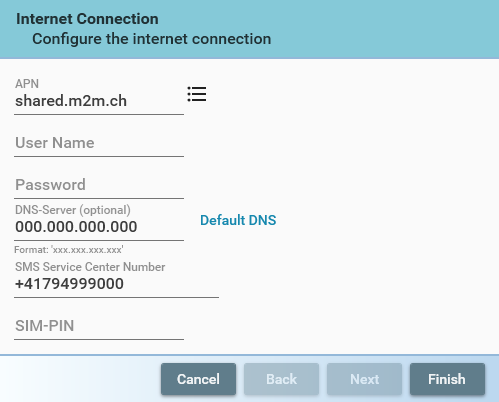 Internet Connection
Configure the internet connection
APN
shared.m2m.ch
User Name
Password
DNS-Server (optional)
000.000.000.000
Default DNS
Format: 'xxx.xxx.xxx.xxx'
SMS Service Center Number
+41794999000
SIM-PIN
Cancel Back Next Finish